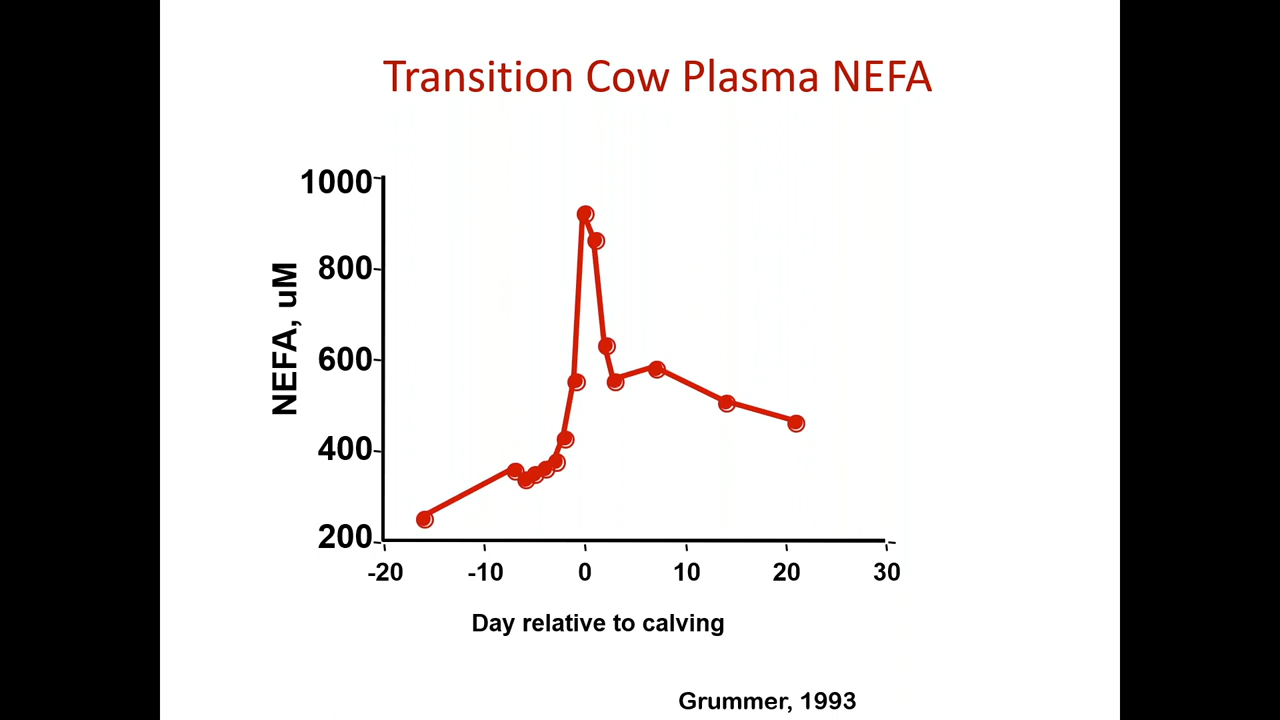 Transition Cow Plasma NEFA
1000
800
600
400
200
NEFA, uM
-20 -10 0 10 20 30
Day relative to calving
Grummer, 1993